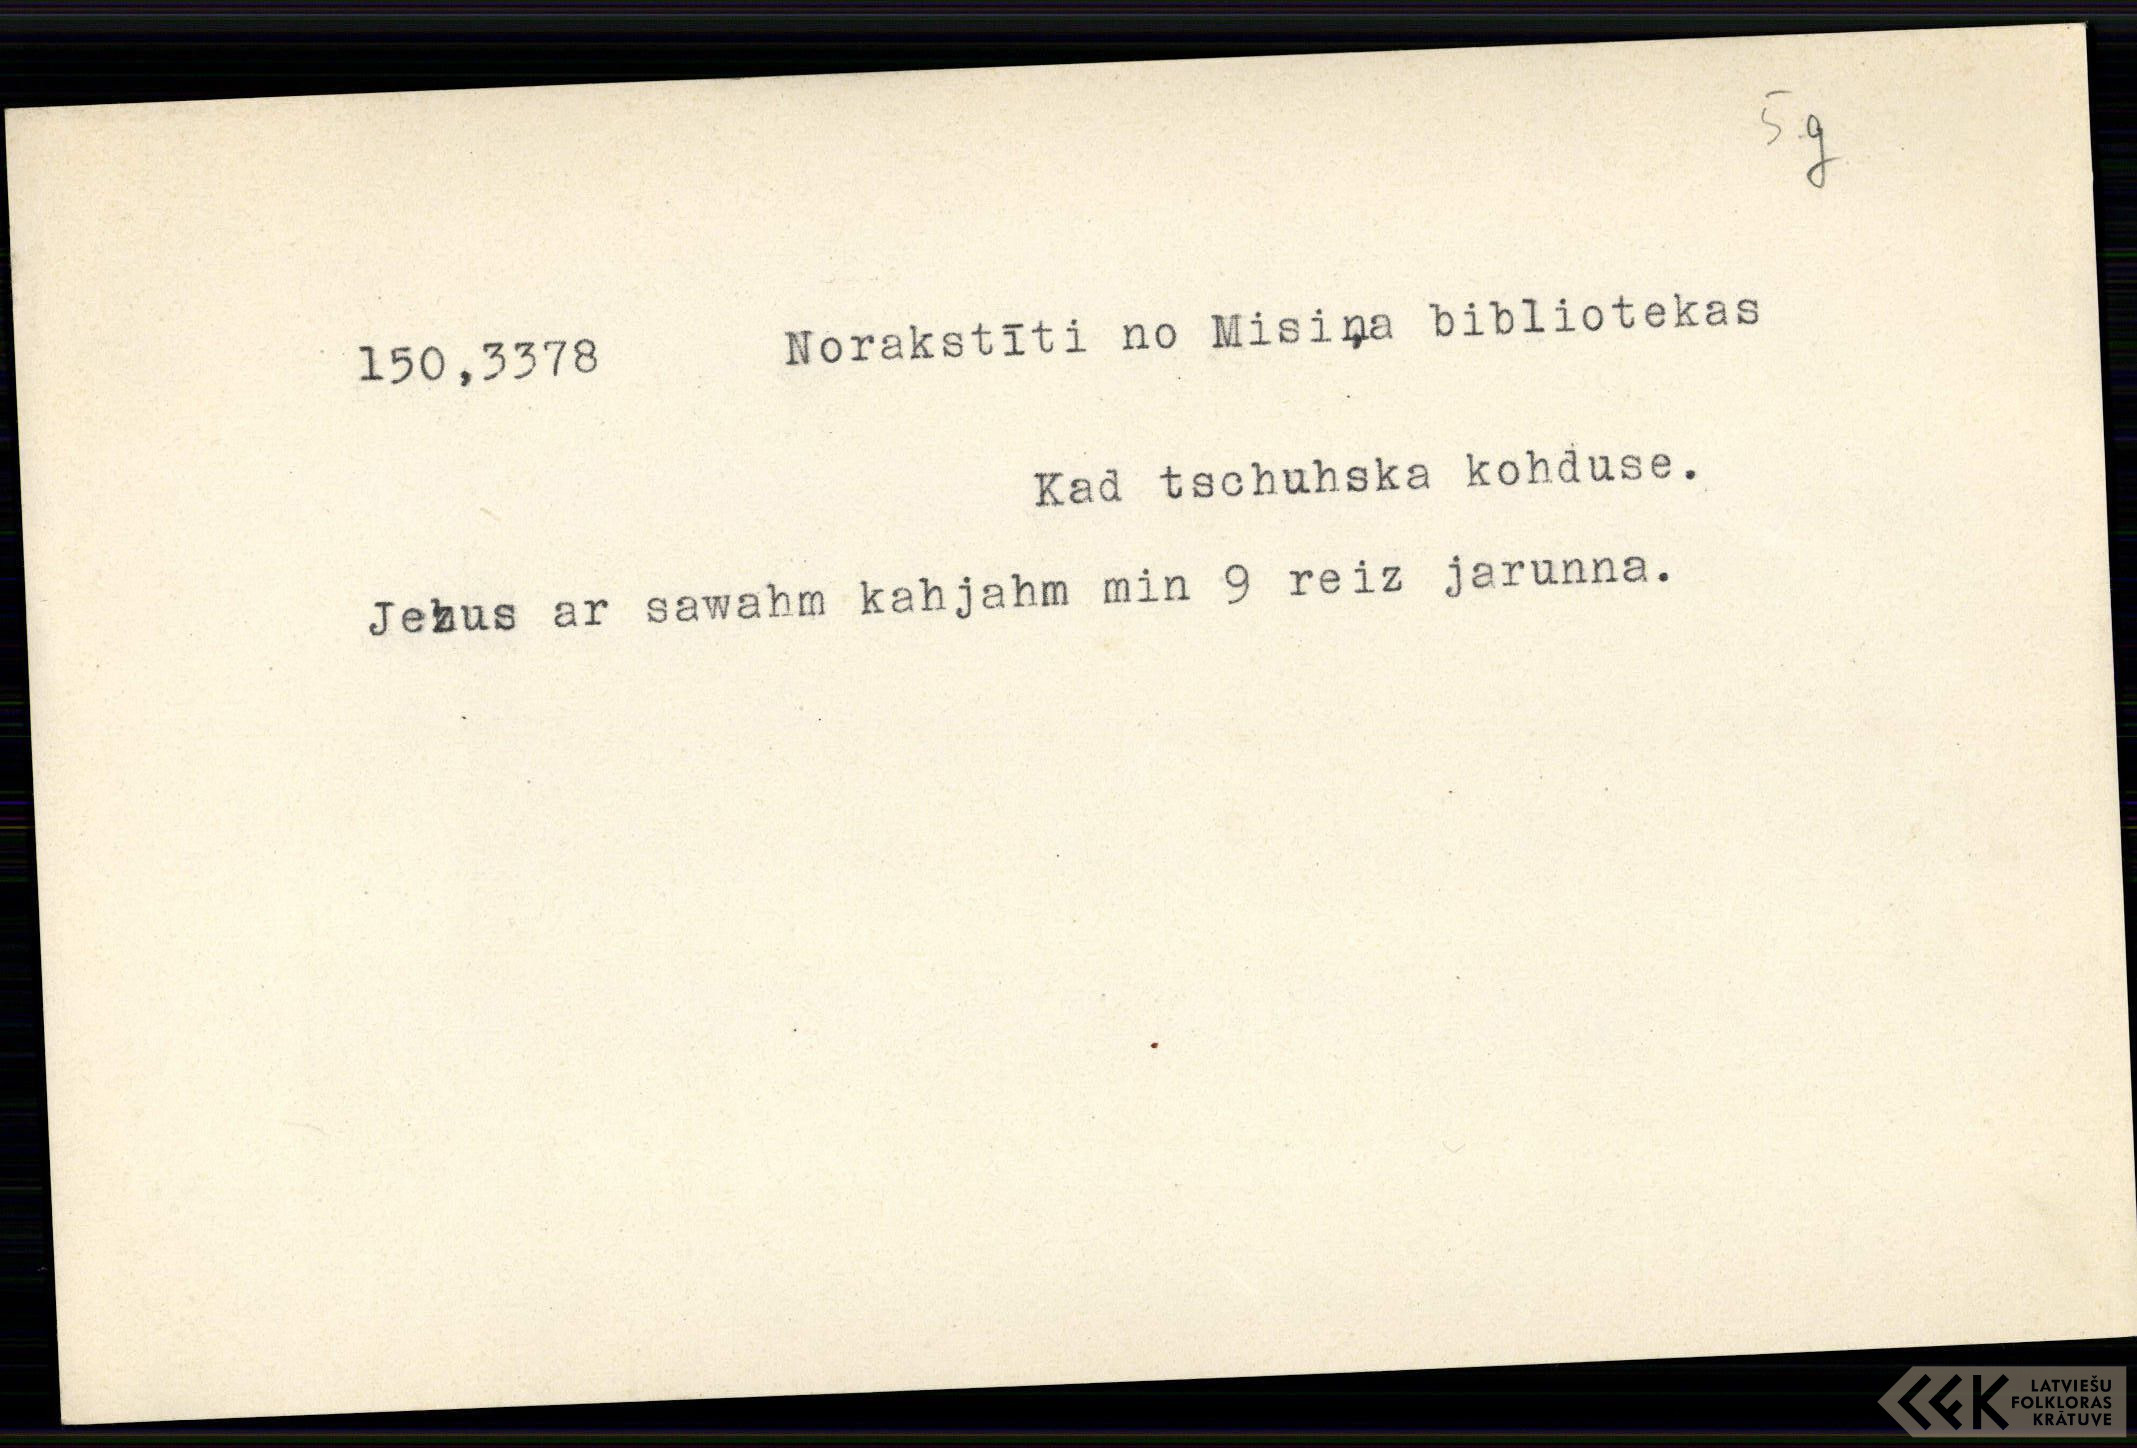 5 g
150,3378 Norakstīti no Misiņa bibliotekas
Kad tschuhska kohduse.
Jezus ar sawahm kahjahm min 9 reiz jarunna.
LATVIEŠU
FOLKLORAS
KRĀTUVE